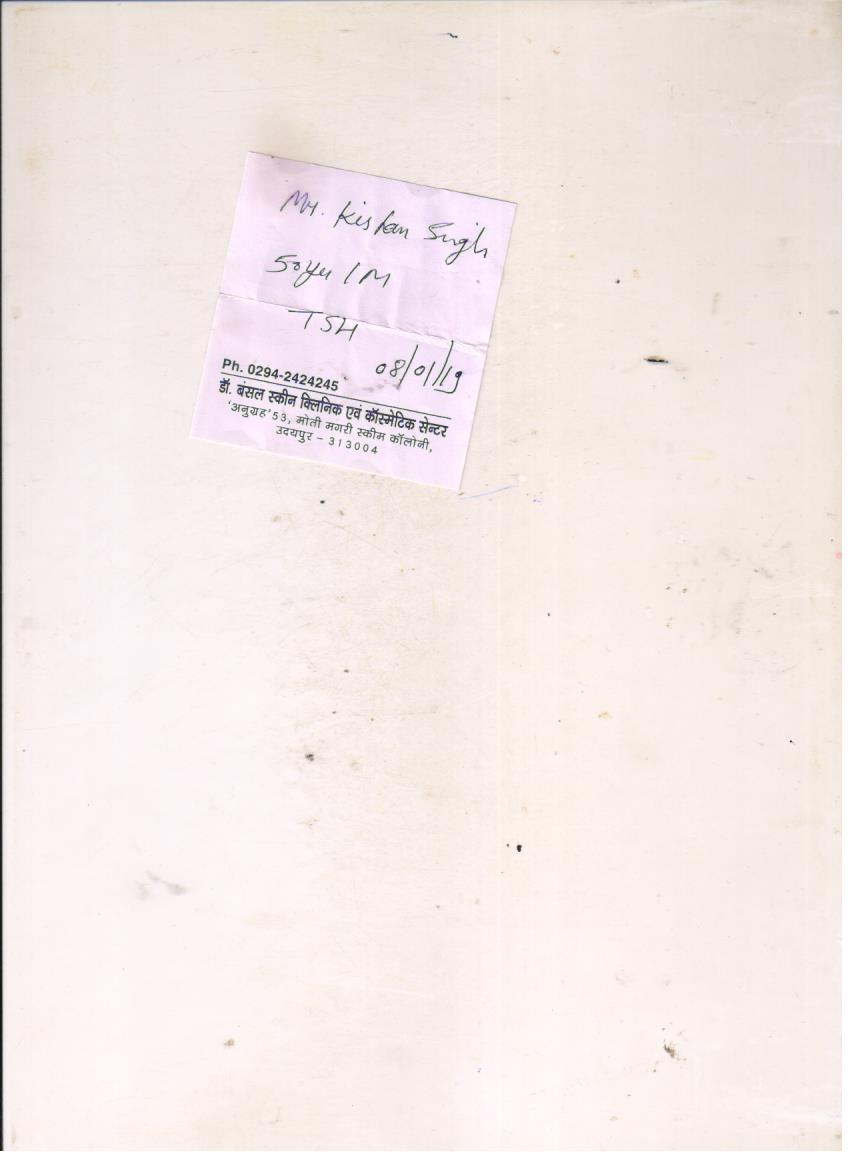 Mr. Kishan Singh
50yr / M
TSH
08/01/19
Ph. 0294-2424245
डॉ. बंसल स्कीन क्लिनिक एवं कॉस्मेटिक सेन्टर
'अनुग्रह' 53, मोती मगरी स्कीम कॉलोनी,
उदयपुर - 313004